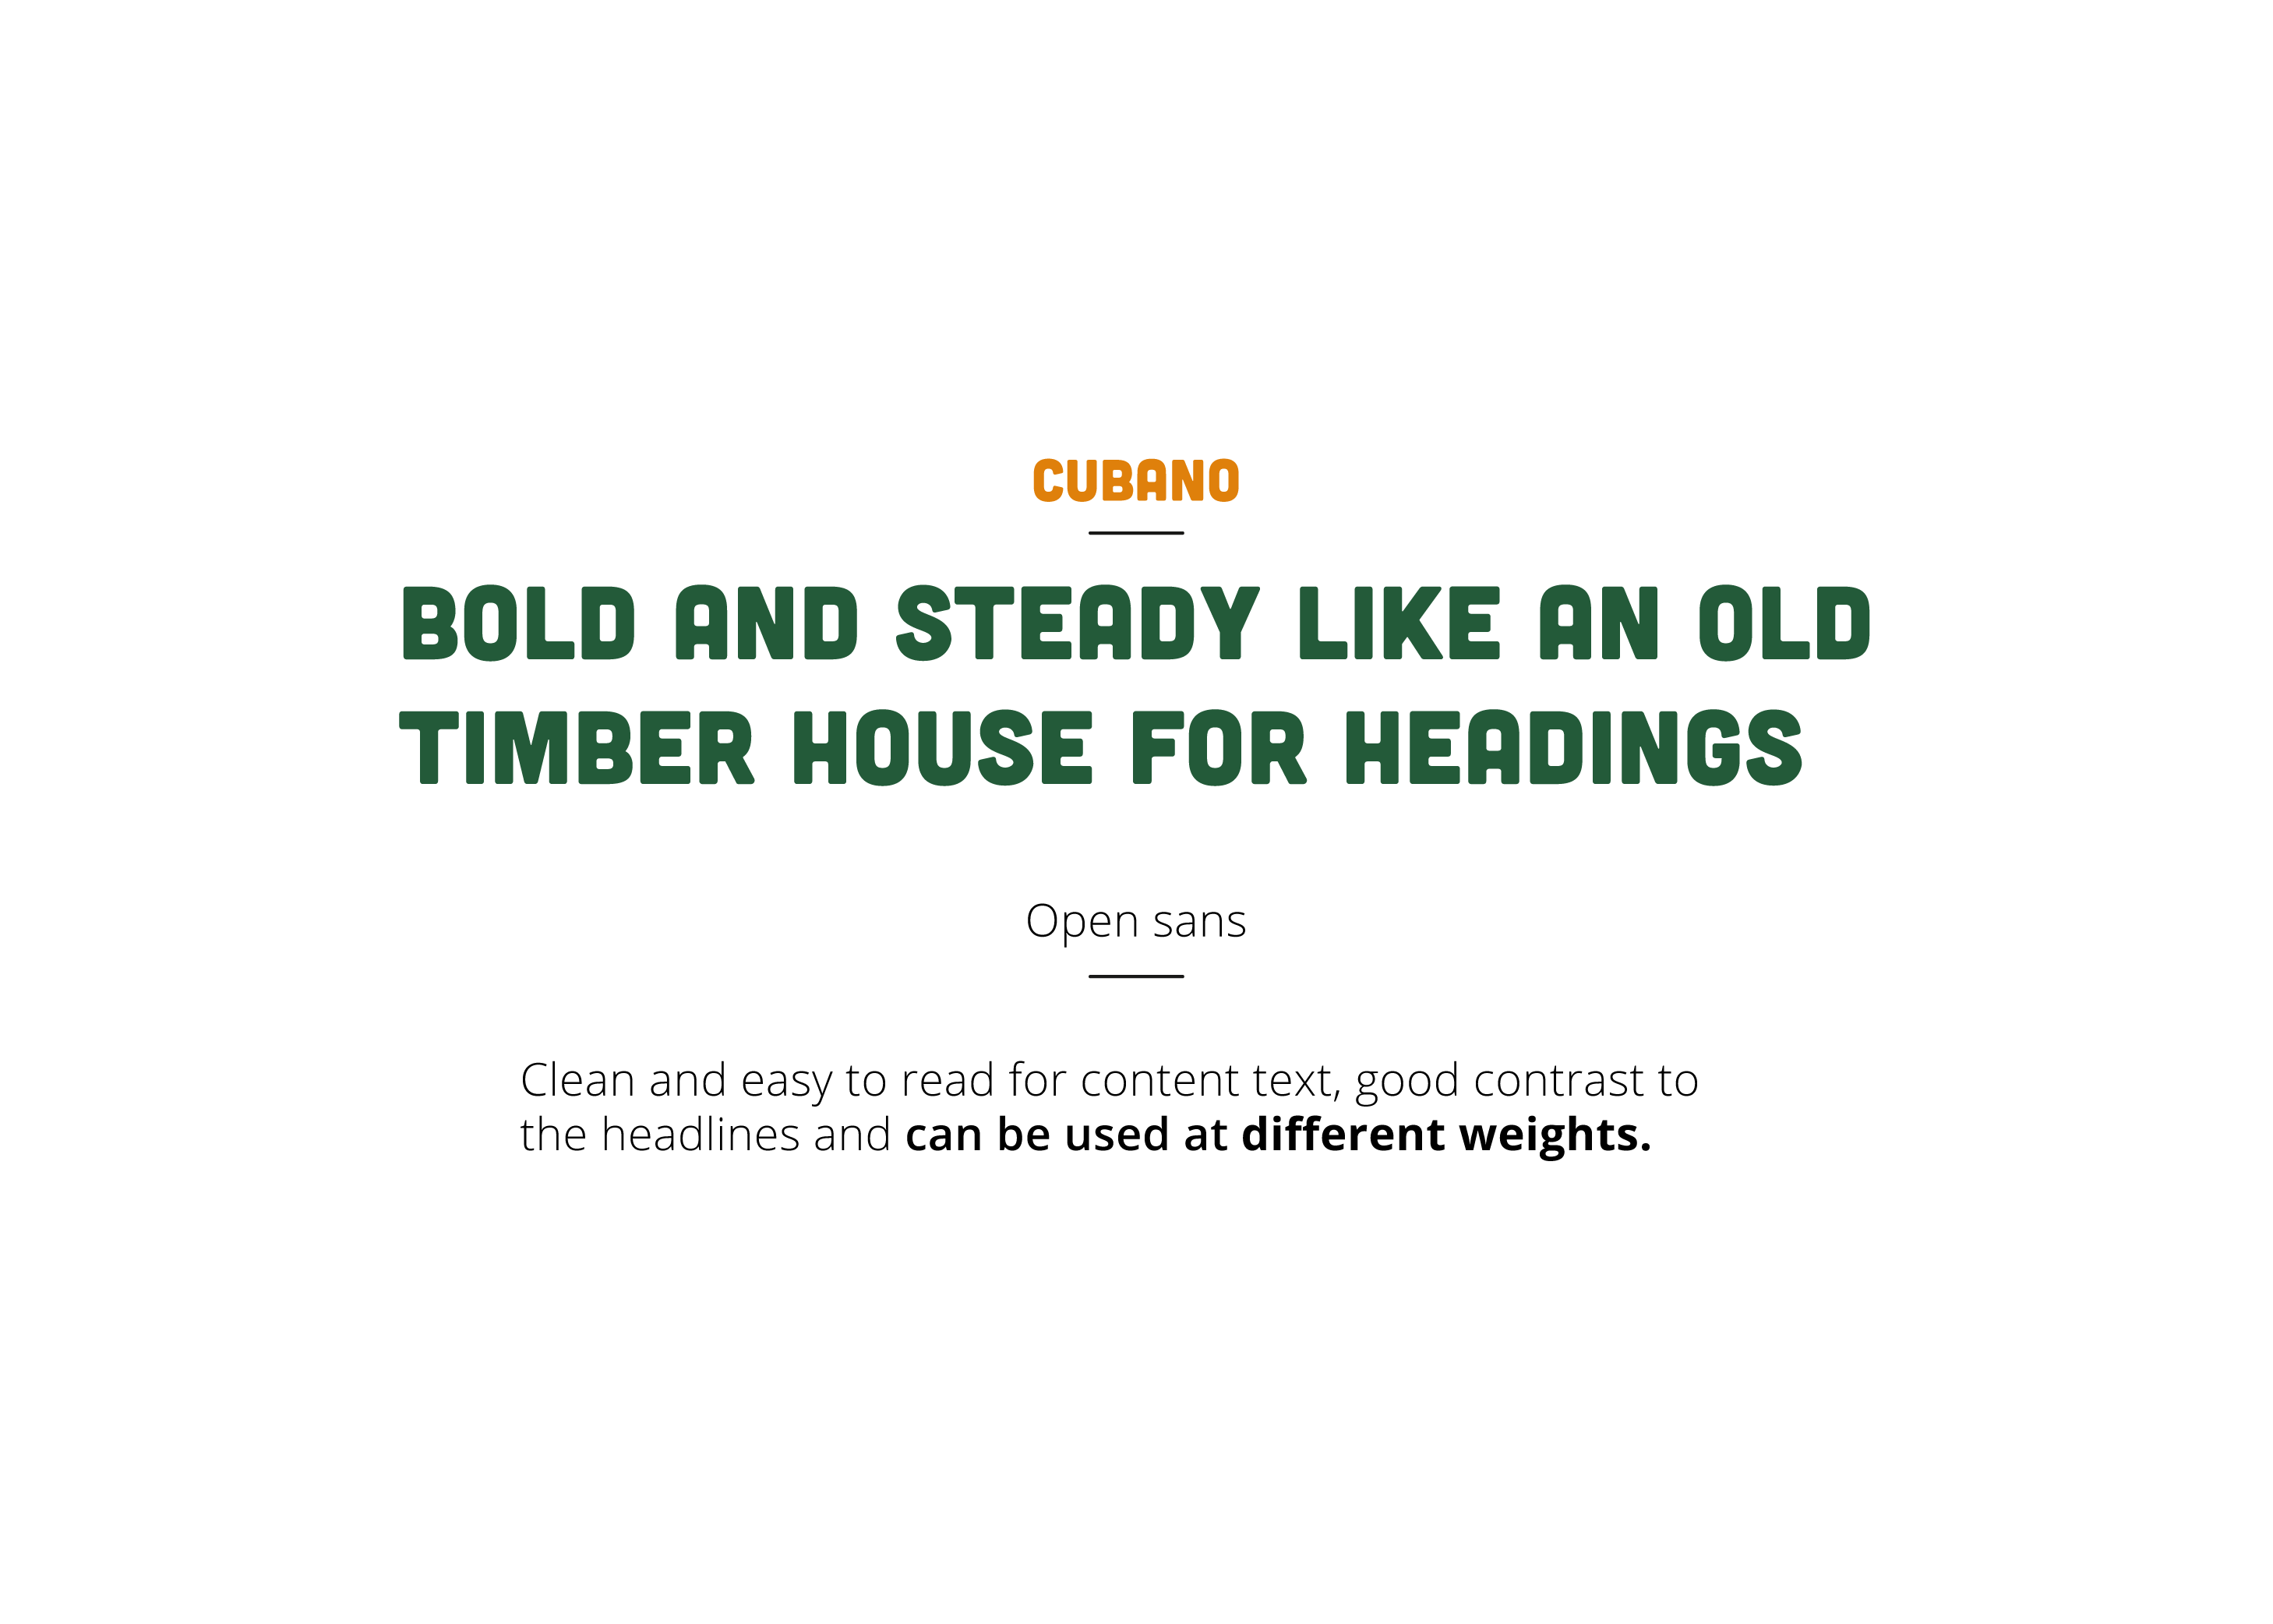 CUBANO
BOLD AND STEADY LIKE AN OLD
TIMBER HOUSE FOR HEADINGS
Open sans
Clean and easy to read for content text, good contrast to
the headlines and can be used at different weights.